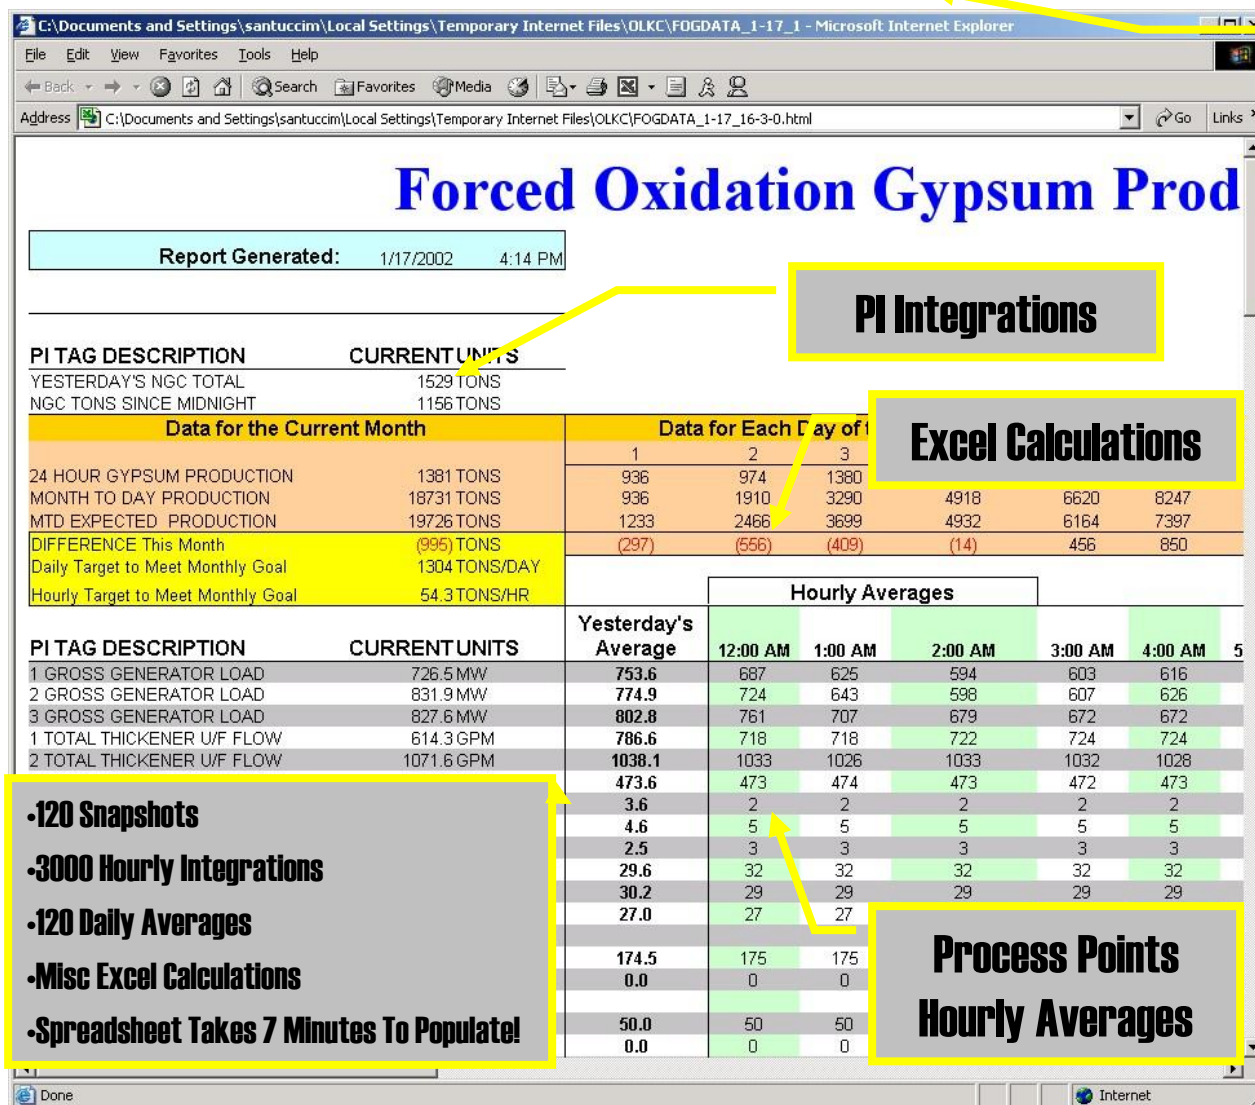 C:\Documents and Settings\santuccim\Local Settings\Temporary Internet Files\OLKC\FOGDATA_1-17_1 - Microsoft Internet Explorer
File Edit View Favorites Tools Help
Back Search Favorites Media
Address C:\Documents and Settings\santuccim\Local Settings\Temporary Internet Files\OLKC\FOGDATA_1-17_16-3-0.html Go Links
Forced Oxidation Gypsum Prod
Report Generated: 1/17/2002 4:14 PM
PI Integrations
PI TAG DESCRIPTION CURRENT UNITS
YESTERDAY'S NGC TOTAL 1529 TONS
NGC TONS SINCE MIDNIGHT 1156 TONS
Excel Calculations
Data for the Current Month Data for Each Day of t
1 2 3
24 HOUR GYPSUM PRODUCTION 1381 TONS 936 974 1380
MONTH TO DAY PRODUCTION 18731 TONS 936 1910 3290 4918 6620 8247
MTD EXPECTED PRODUCTION 19726 TONS 1233 2466 3699 4932 6164 7397
DIFFERENCE This Month (995) TONS (297) (556) (409) (14) 456 850
Daily Target to Meet Monthly Goal 1304 TONS/DAY
Hourly Target to Meet Monthly Goal 54.3 TONS/HR Hourly Averages
PI TAG DESCRIPTION CURRENT UNITS Yesterday's Average 12:00 AM 1:00 AM 2:00 AM 3:00 AM 4:00 AM 5
1 GROSS GENERATOR LOAD 726.5 MW 753.6 687 625 594 603 616
2 GROSS GENERATOR LOAD 831.9 MW 774.9 724 643 598 607 626
3 GROSS GENERATOR LOAD 827.6 MW 802.8 761 707 679 672 672
1 TOTAL THICKENER U/F FLOW 614.3 GPM 786.6 718 718 722 724 724
2 TOTAL THICKENER U/F FLOW 1071.6 GPM 1038.1 1033 1026 1033 1032 1028
473.6 473 474 473 472 473
3.6 2 2 2 2 2
4.6 5 5 5 5 5
2.5 3 3 3 3 3
29.6 32 32 32 32 32
30.2 29 29 29 29 29
27.0 27 27
174.5 175 175
0.0 0 0
50.0 50 50
0.0 0 0
•120 Snapshots
•3000 Hourly Integrations
•120 Daily Averages
•Misc Excel Calculations
•Spreadsheet Takes 7 Minutes To Populate!
Process Points
Hourly Averages
Done Internet